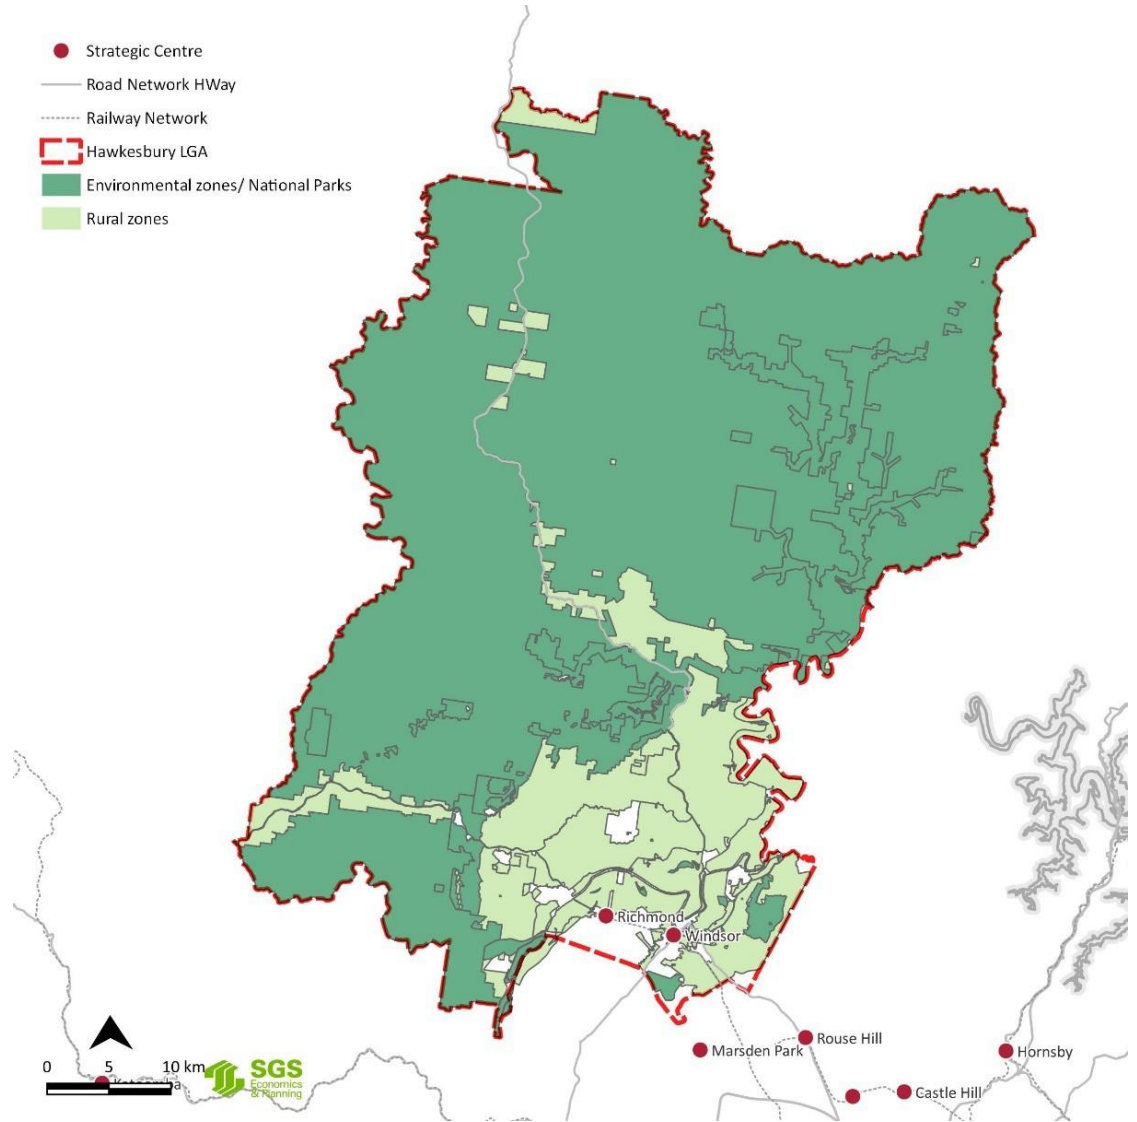 Strategic Centre
Road Network HWay
Railway Network
Hawkesbury LGA
Environmental zones/ National Parks
Rural zones
Richmond
Windsor
Rouse Hill
Marsden Park
Hornsby
Castle Hill
0 5 10 km
SGS
Economics
& Planning